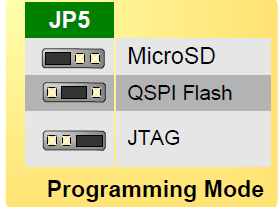 JP5
MicroSD
QSPI Flash
JTAG
Programming Mode